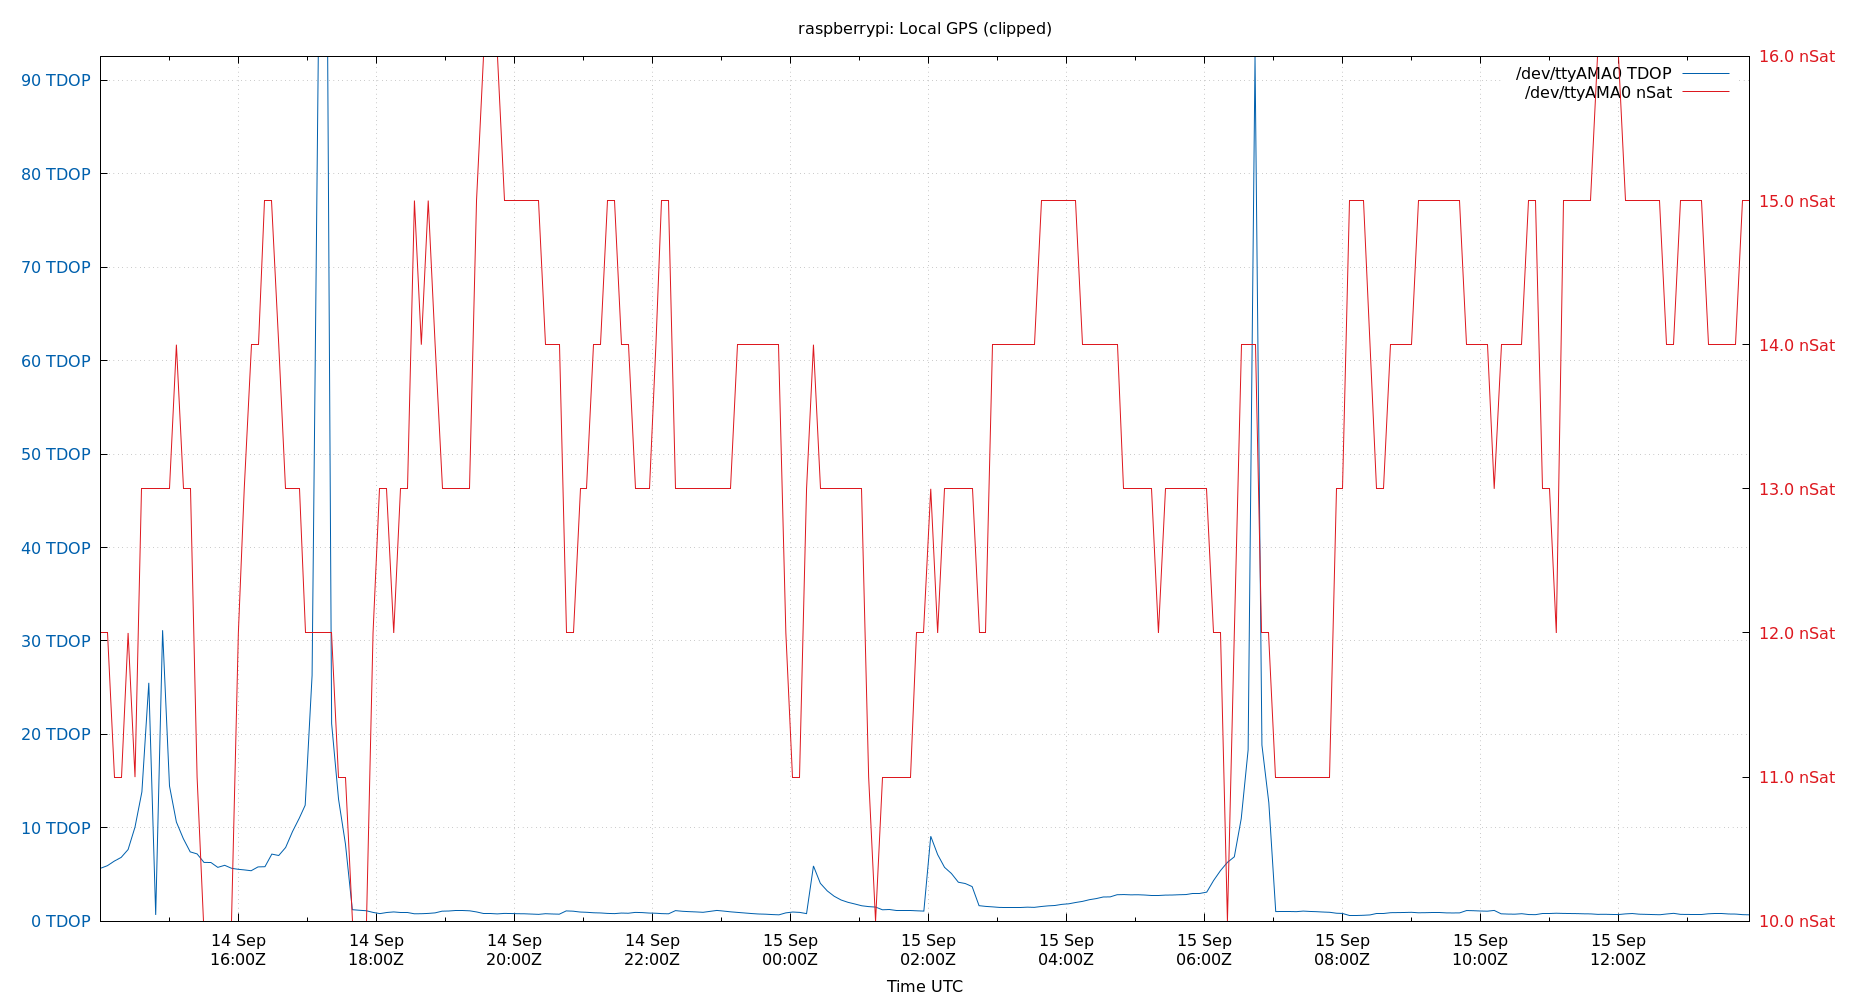 raspberrypi: Local GPS (clipped)
/dev/ttyAMA0 TDOP
/dev/ttyAMA0 nSat
90 TDOP
80 TDOP
70 TDOP
60 TDOP
50 TDOP
40 TDOP
30 TDOP
20 TDOP
10 TDOP
0 TDOP
16.0 nSat
15.0 nSat
14.0 nSat
13.0 nSat
12.0 nSat
11.0 nSat
10.0 nSat
14 Sep
16:00Z
14 Sep
18:00Z
14 Sep
20:00Z
14 Sep
22:00Z
15 Sep
00:00Z
15 Sep
02:00Z
15 Sep
04:00Z
15 Sep
06:00Z
15 Sep
08:00Z
15 Sep
10:00Z
15 Sep
12:00Z
Time UTC